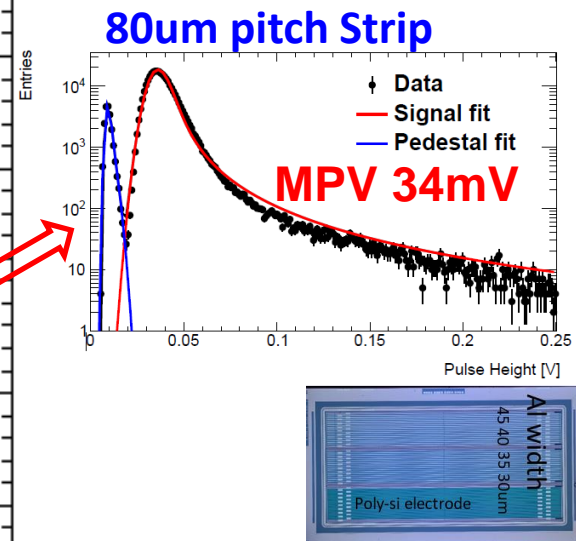 80um pitch Strip
Entries
10⁴
10³
10²
10
1
Data
Signal fit
Pedestal fit
MPV 34mV
0 0.05 0.1 0.15 0.2 0.25
Pulse Height [V]
Al width
45 40 35 30um
Poly-si electrode